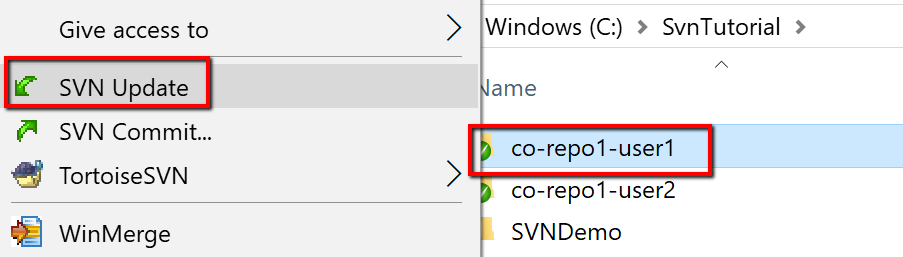 Give access to
SVN Update
SVN Commit...
TortoiseSVN
WinMerge
Windows (C:) SvnTutorial
Name
co-repo1-user1
co-repo1-user2
SVNDemo